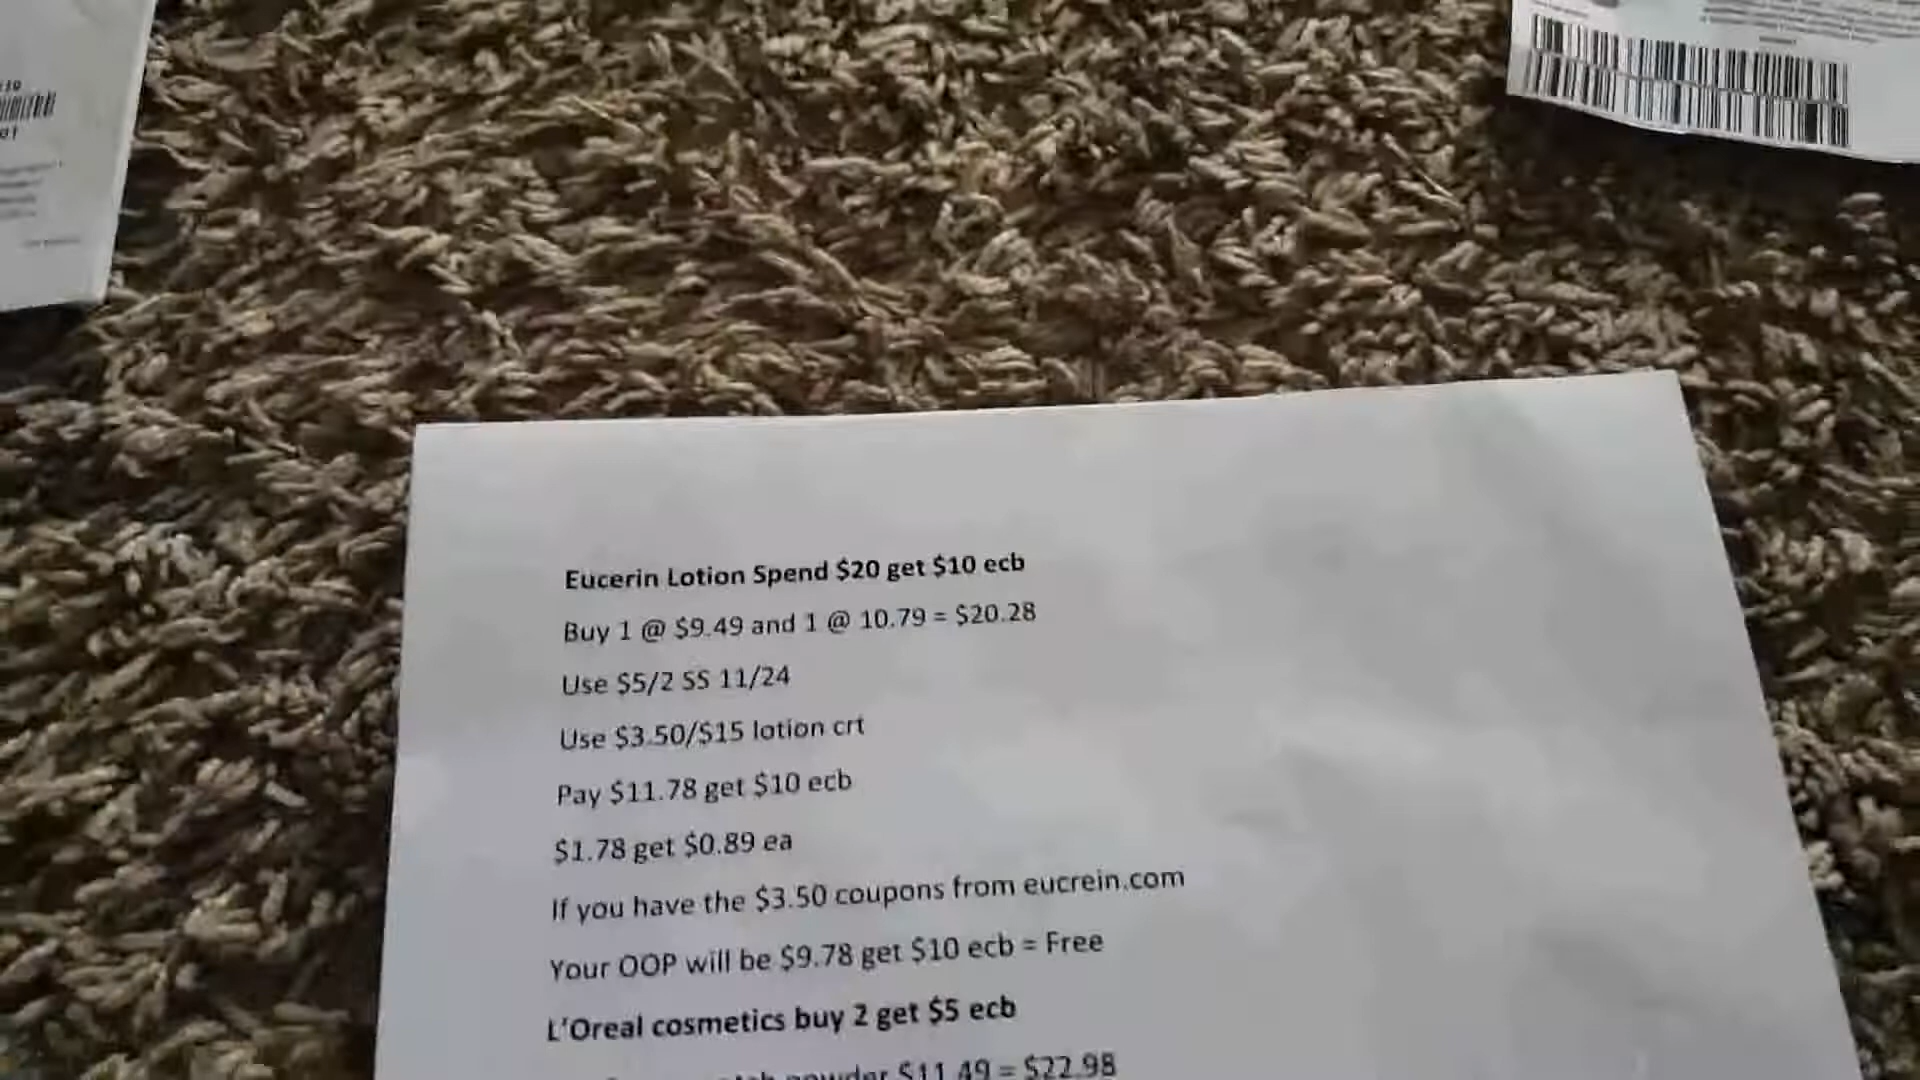 Eucerin Lotion Spend $20 get $10 ecb
Buy 1 @ $9.49 and 1 @ 10.79 = $20.28
Use $5/2 SS 11/24
Use $3.50/$15 lotion crt
Pay $11.78 get $10 ecb
$1.78 get $0.89 ea
If you have the $3.50 coupons from eucrein.com
Your OOP will be $9.78 get $10 ecb = Free
L'Oreal cosmetics buy 2 get $5 ecb
powder $11.49 = $22.98